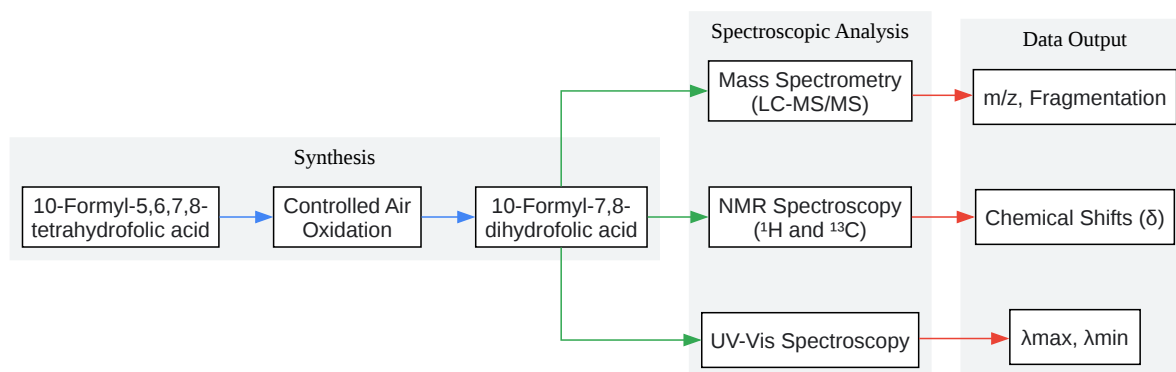 Spectroscopic Analysis
Data Output
Mass Spectrometry
(LC-MS/MS)
m/z, Fragmentation
Synthesis
10-Formyl-5,6,7,8-
tetrahydrofolic acid
Controlled Air
Oxidation
10-Formyl-7,8-
dihydrofolic acid
NMR Spectroscopy
(¹H and ¹³C)
Chemical Shifts (δ)
UV-Vis Spectroscopy
λmax, λmin